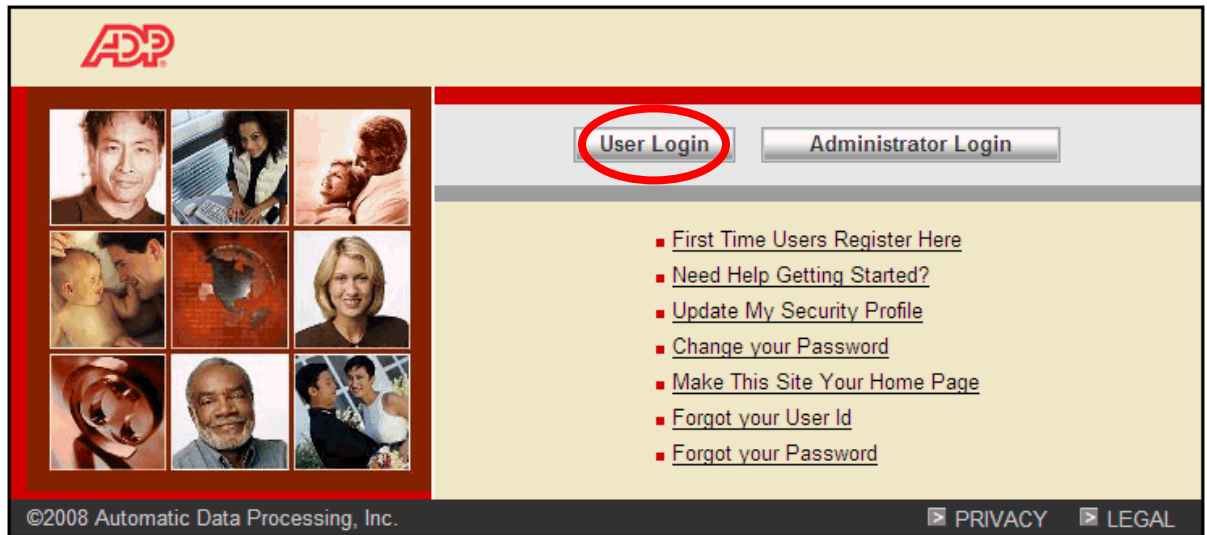 ADP
User Login
Administrator Login
First Time Users Register Here
Need Help Getting Started?
Update My Security Profile
Change your Password
Make This Site Your Home Page
Forgot your User Id
Forgot your Password
©2008 Automatic Data Processing, Inc.
PRIVACY
LEGAL